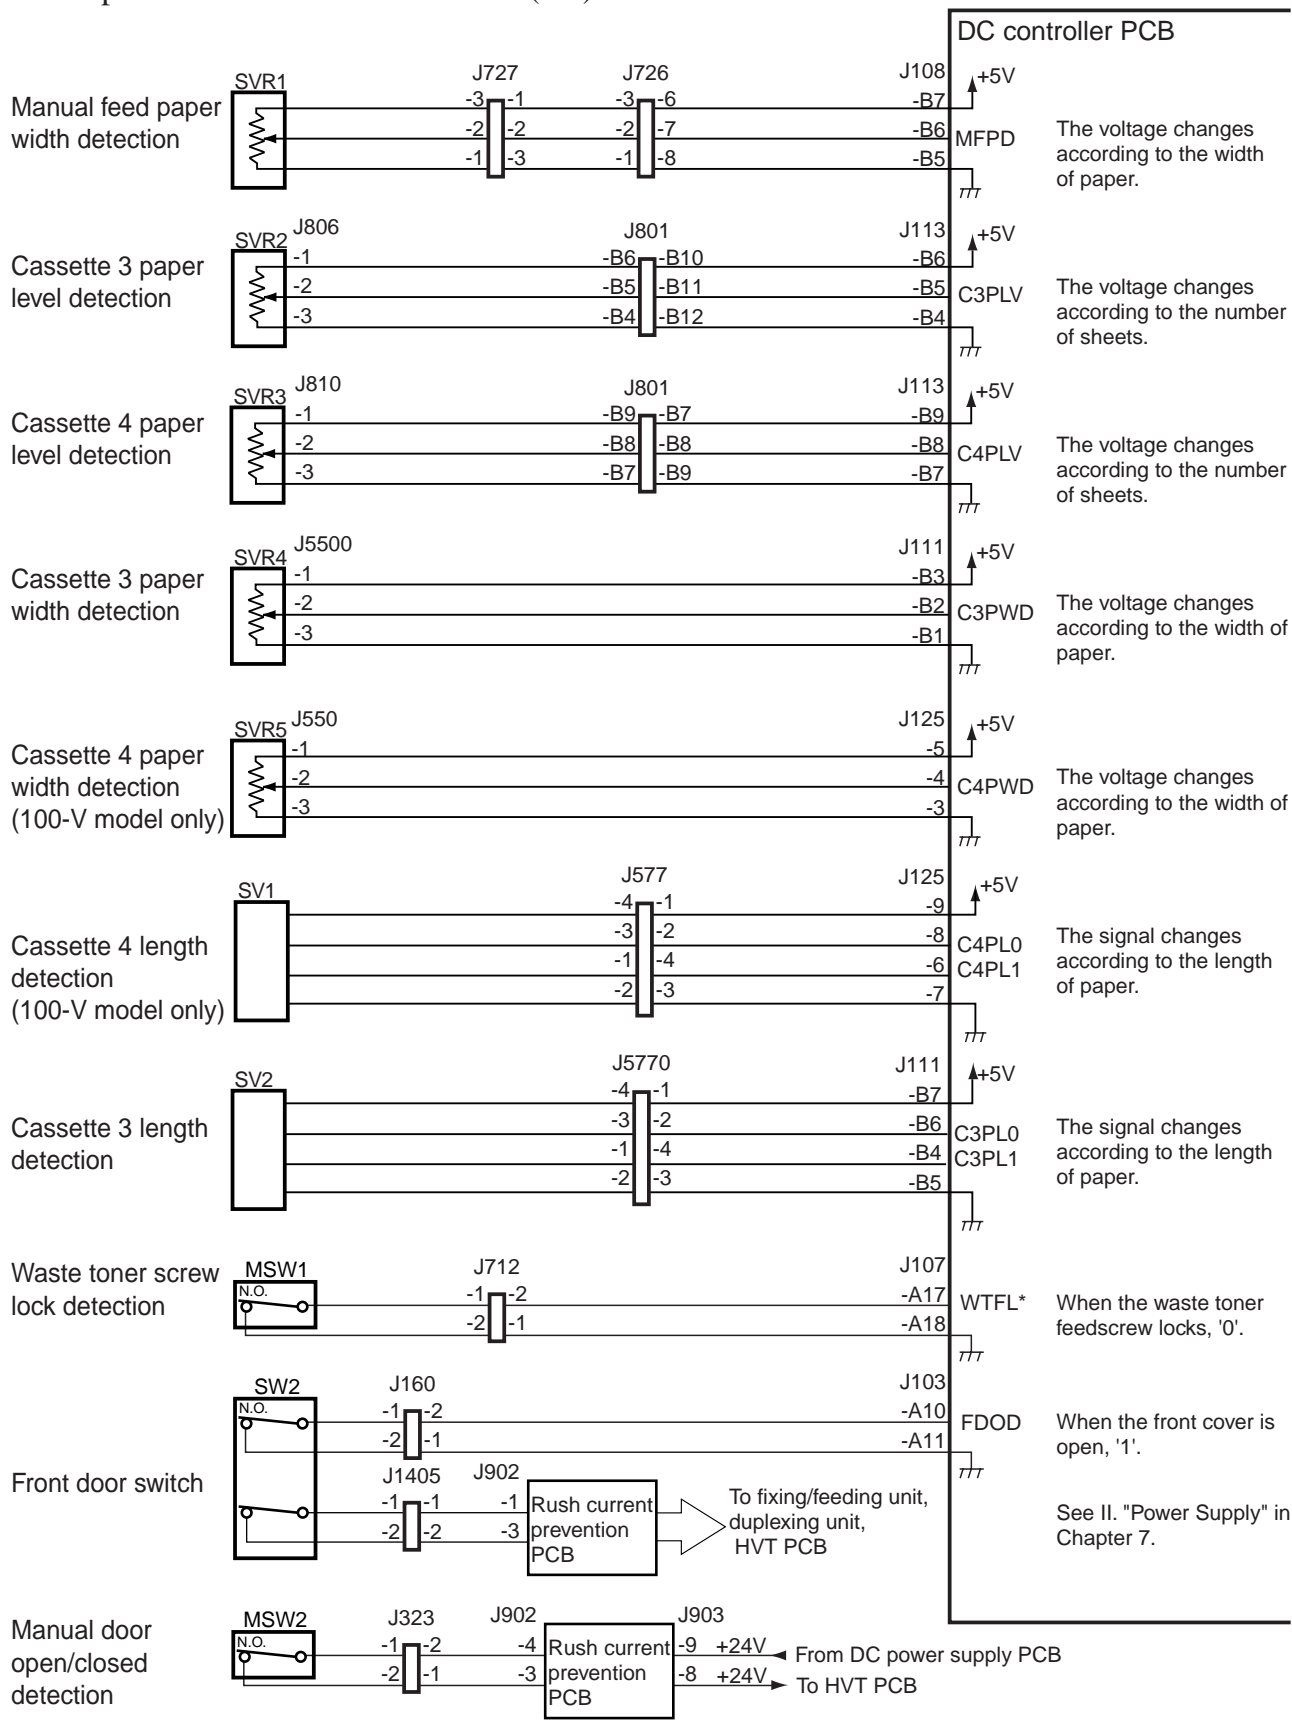 DC controller PCB
Manual feed paper
width detection
SVR1
J727
J726
J108
+5V
-3 -1
-3 -6
-B7
-2 -2
-2 -7
-B6
MFPD
-1 -3
-1 -8
-B5
The voltage changes
according to the width
of paper.
Cassette 3 paper
level detection
SVR2
J806
J801
J113
+5V
-1
-B6 -B10
-B6
-2
-B5 -B11
-B5
C3PLV
-3
-B4 -B12
-B4
The voltage changes
according to the number
of sheets.
Cassette 4 paper
level detection
SVR3
J810
J801
J113
+5V
-1
-B9 -B7
-B9
-2
-B8 -B8
-B8
C4PLV
-3
-B7 -B9
-B7
The voltage changes
according to the number
of sheets.
Cassette 3 paper
width detection
SVR4
J5500
J111
+5V
-1
-B3
-2
-B2
C3PWD
-3
-B1
The voltage changes
according to the width of
paper.
Cassette 4 paper
width detection
(100-V model only)
SVR5
J550
J125
+5V
-1
-5
-2
-4
C4PWD
-3
-3
The voltage changes
according to the width of
paper.
Cassette 4 length
detection
(100-V model only)
SV1
J577
J125
+5V
-4 -1
-9
-3 -2
-8
C4PL0
-1 -4
-6
C4PL1
-2 -3
-7
The signal changes
according to the length
of paper.
Cassette 3 length
detection
SV2
J5770
J111
+5V
-4 -1
-B7
-3 -2
-B6
C3PL0
-1 -4
-B4
C3PL1
-2 -3
-B5
The signal changes
according to the length
of paper.
Waste toner screw
lock detection
MSW1
N.O.
J712
J107
-1 -2
-A17
WTFL*
-2 -1
-A18
When the waste toner
feedscrew locks, '0'.
Front door switch
SW2
N.O.
J160
J103
-1 -2
-A10
FDOD
-2 -1
-A11
When the front cover is
open, '1'.
J1405
J902
-1 -1
-1
-2 -2
-3
Rush current
prevention
PCB
To fixing/feeding unit,
duplexing unit,
HVT PCB
See II. "Power Supply" in
Chapter 7.
Manual door
open/closed
detection
MSW2
N.O.
J323
J902
J903
-1 -2
-4
-2 -1
-3
Rush current
prevention
PCB
-9 +24V
From DC power supply PCB
-8 +24V
To HVT PCB